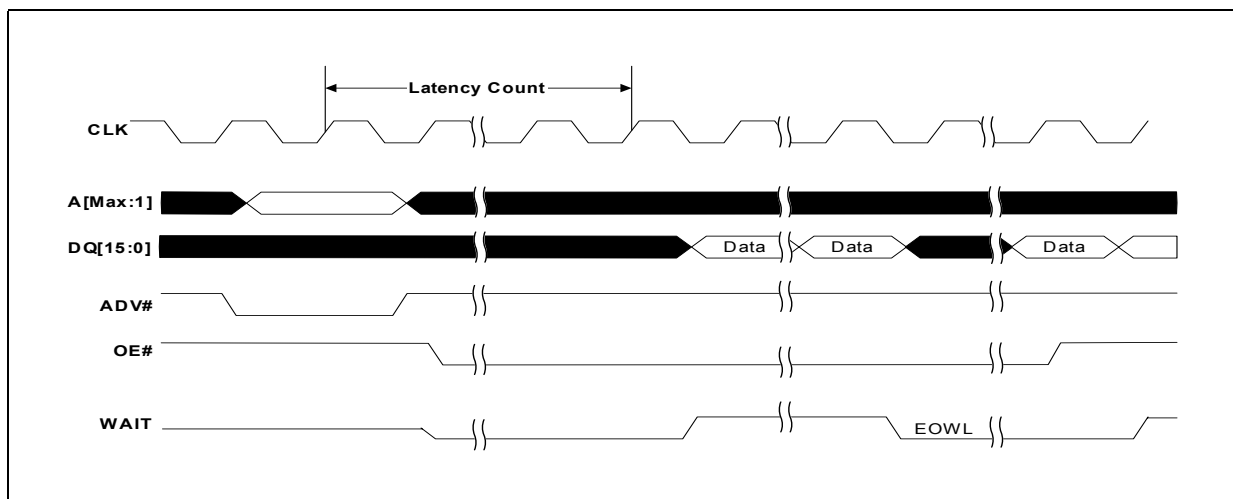 Latency Count
CLK
A[Max:1]
DQ[15:0]
Data
Data
Data
ADV#
OE#
WAIT
EOWL